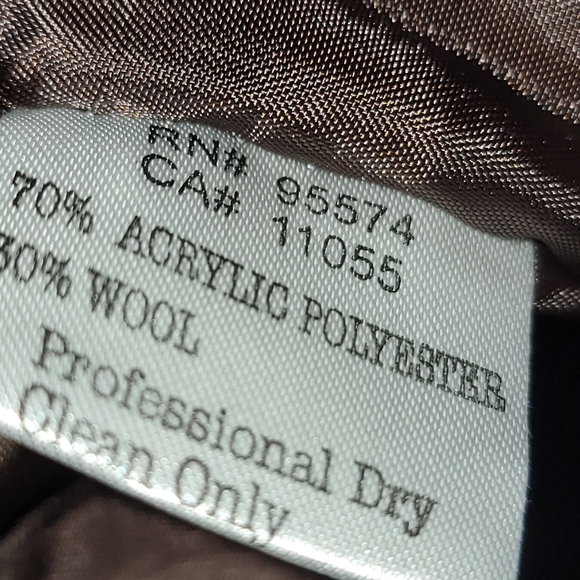 RN# 95574
CA# 11055
70% ACRYLIC POLYESTER
30% WOOL
Professional Dry
Clean Only